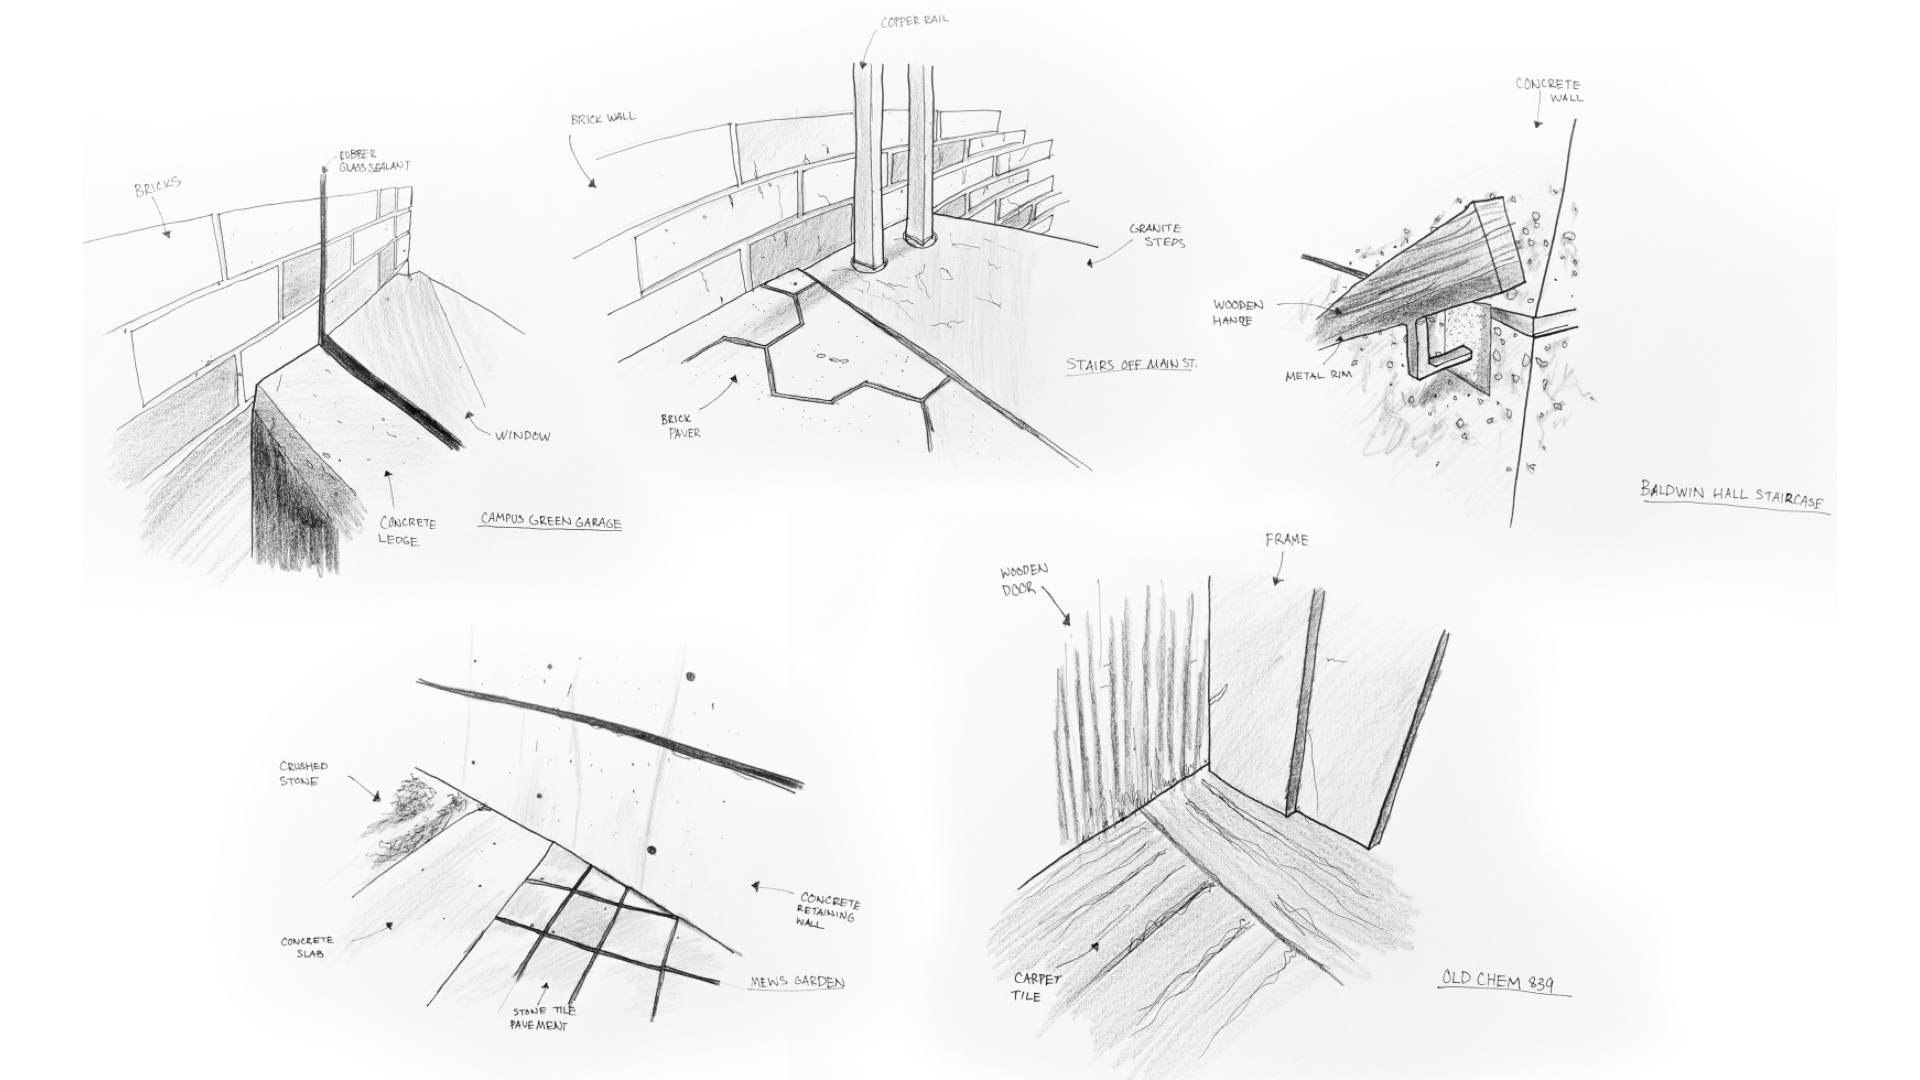 COPPER RAIL
BRICK WALL
GRANITE
STEPS
BRICK
PAVER
STAIRS OFF MAIN ST.
BRICKS
RUBBER
GLASS SEALANT
WINDOW
CONCRETE
LEDGE
CAMPUS GREEN GARAGE
CONCRETE
WALL
WOODEN
METAL RIM
BALDWIN HALL STAIRCASE
CRUSHED
STONE
CONCRETE
SLAB
STONE TILE
PAVEMENT
CONCRETE
RETAINING
WALL
MEWS GARDEN
WOODEN
DOOR
FRAME
CARPET
TILE
OLD CHEM 839